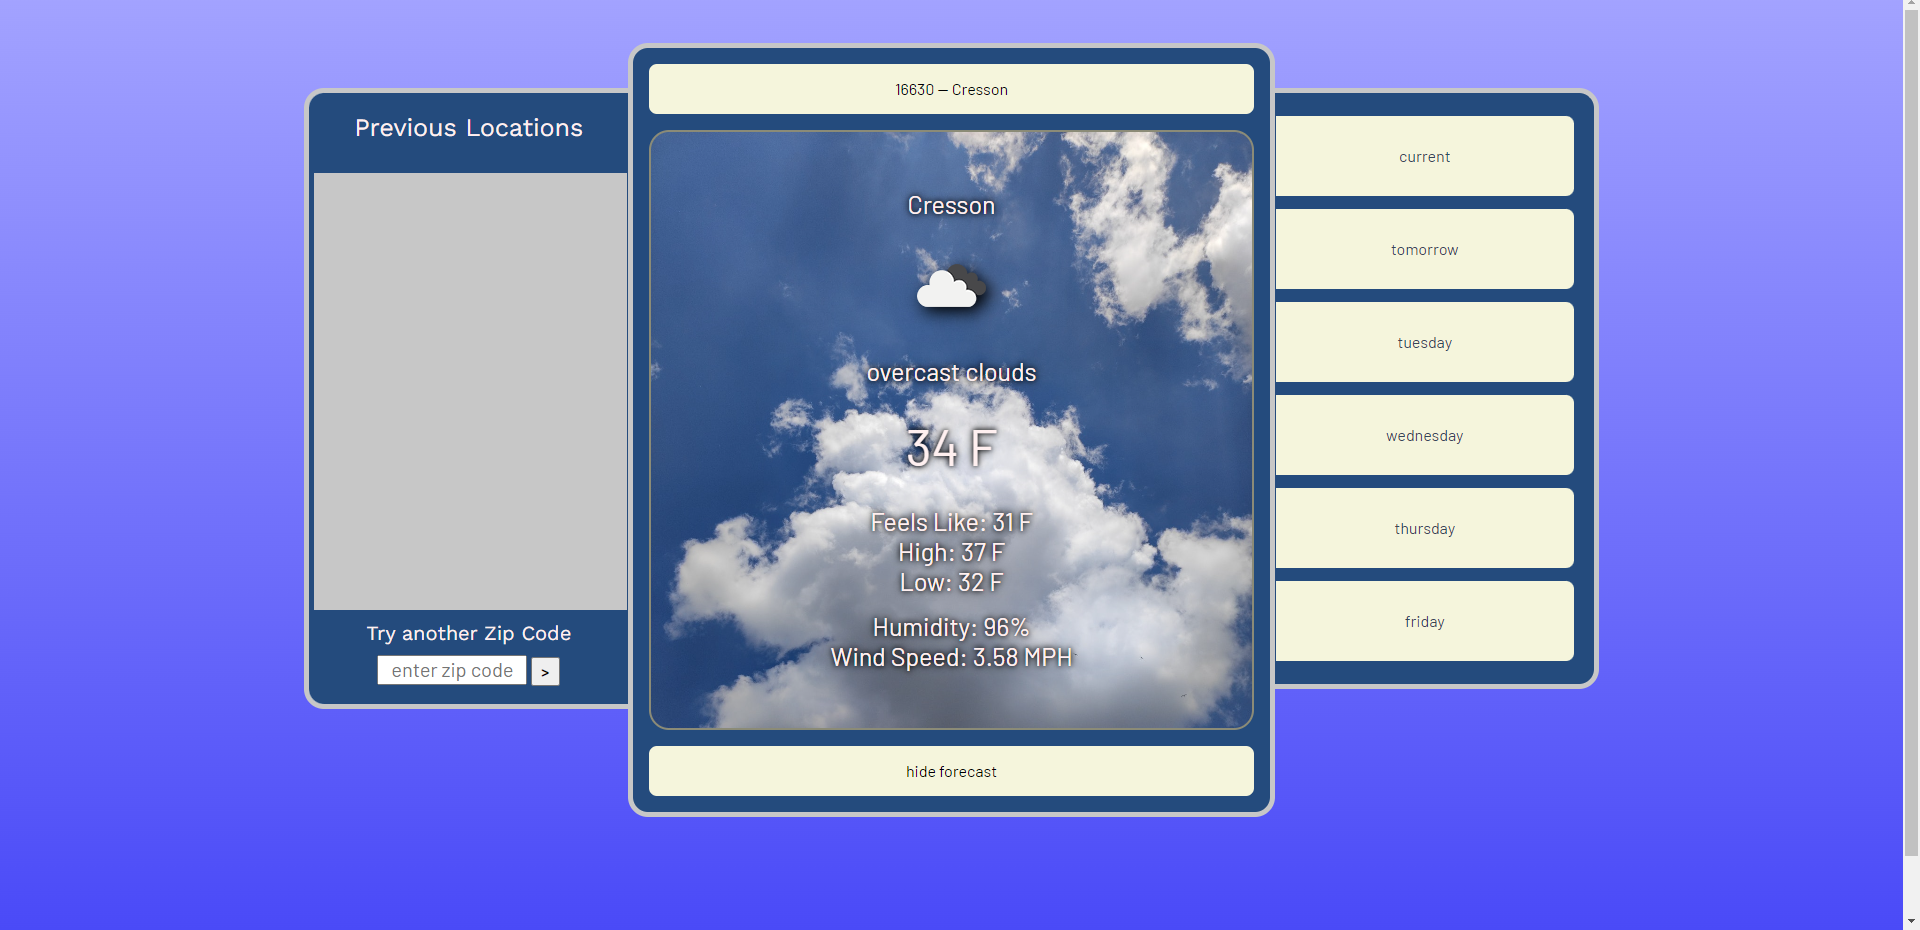 Previous Locations
Try another Zip Code
enter zip code >
16630 — Cresson
Cresson
overcast clouds
34 F
Feels Like: 31 F
High: 37 F
Low: 32 F
Humidity: 96%
Wind Speed: 3.58 MPH
hide forecast
current
tomorrow
tuesday
wednesday
thursday
friday